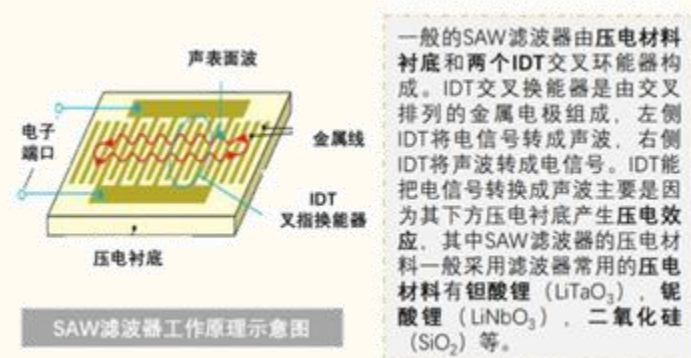 声表面波
电子
端口
金属线
IDT
叉指换能器
压电衬底
SAW滤波器工作原理示意图
一般的SAW滤波器由压电材料
衬底和两个IDT交叉环能器构
成。IDT交叉换能器是由交叉
排列的金属电极组成，左侧
IDT将电信号转成声波，右侧
IDT将声波转成电信号。IDT能
把电信号转换成声波主要是因
为其下方压电衬底产生压电效
应，其中SAW滤波器的压电材
料一般采用滤波器常用的压电
材料有钽酸锂（LiTaO₃）、铌
酸锂（LiNbO₃）、二氧化硅
（SiO₂）等。